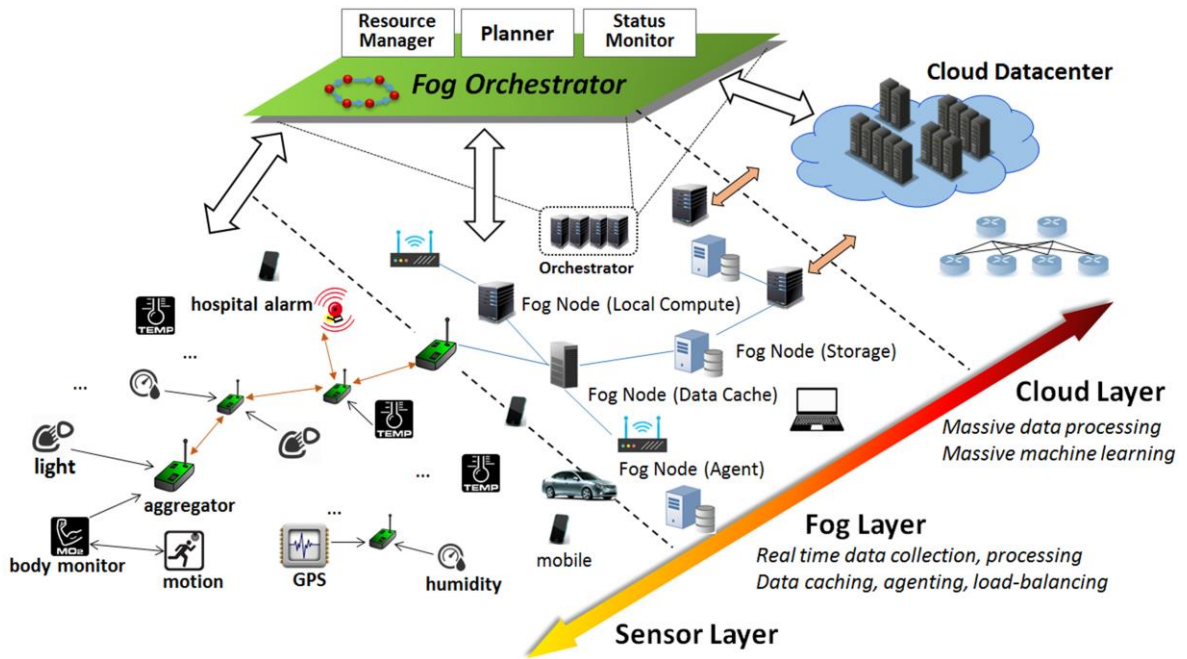 Resource
Manager
Planner
Status
Monitor
Fog Orchestrator
Cloud Datacenter
Orchestrator
hospital alarm
Fog Node (Local Compute)
TEMP
...
Fog Node (Storage)
...
Fog Node (Data Cache)
TEMP
Cloud Layer
Massive data processing
Massive machine learning
light
aggregator
...
TEMP
Fog Node (Agent)
...
MO2
body monitor
motion
GPS
humidity
mobile
Fog Layer
Real time data collection, processing
Data caching, agenting, load-balancing
Sensor Layer